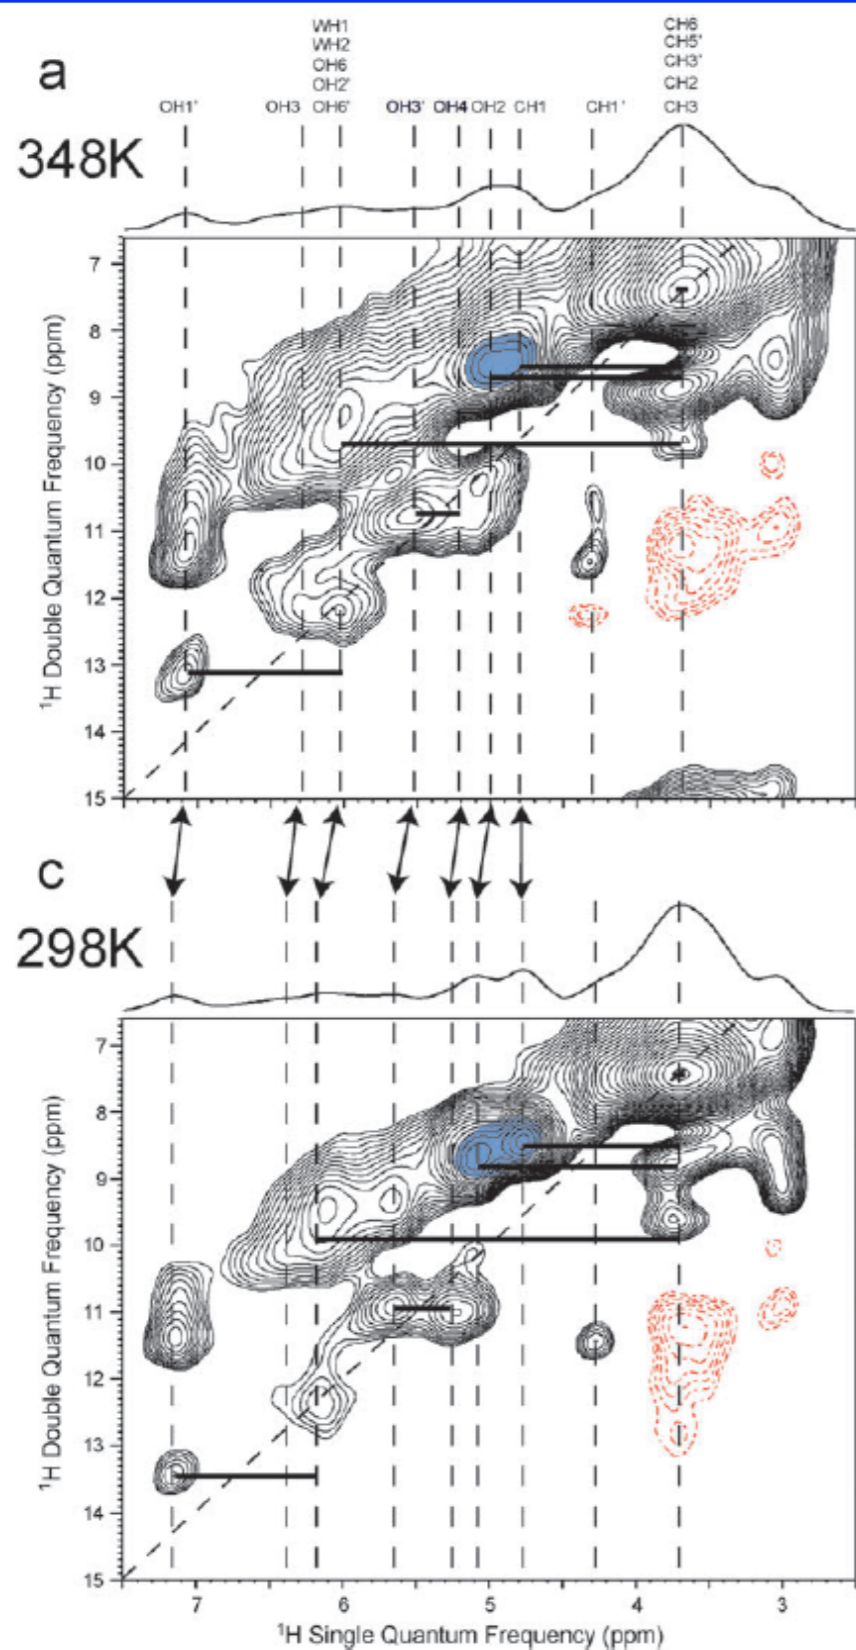 WH1 CH6
WH2 CH5'
OH6 CH3'
a OH2' CH2
OH1' OH3 OH6' OH3' OH4 OH2 CH1 CH1' CH3
348K
7
8
9
10
11
12
13
14
15
¹H Double Quantum Frequency (ppm)
c
298K
7
8
9
10
11
12
13
14
15
¹H Double Quantum Frequency (ppm)
7 6 5 4 3
¹H Single Quantum Frequency (ppm)